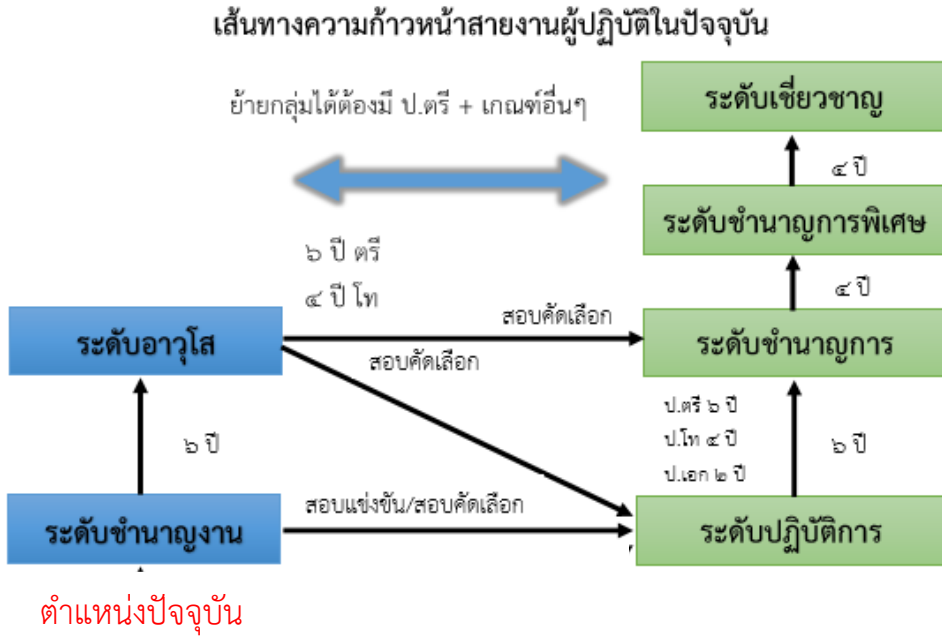 เส้นทางความก้าวหน้าสายงานผู้ปฏิบัติในปัจจุบัน
ย้ายกลุ่มได้ต้องมี ป.ตรี + เกณฑ์อื่นๆ
ระดับเชี่ยวชาญ
๔ ปี
ระดับชำนาญการพิเศษ
๖ ปี ตรี
๔ ปี โท
๔ ปี
สอบคัดเลือก
ระดับอาวุโส
สอบคัดเลือก
ระดับชำนาญการ
ป.ตรี ๖ ปี
ป.โท ๔ ปี
ป.เอก ๒ ปี
๖ ปี
๖ ปี
สอบแข่งขัน/สอบคัดเลือก
ระดับชำนาญงาน
ระดับปฏิบัติการ
ตำแหน่งปัจจุบัน